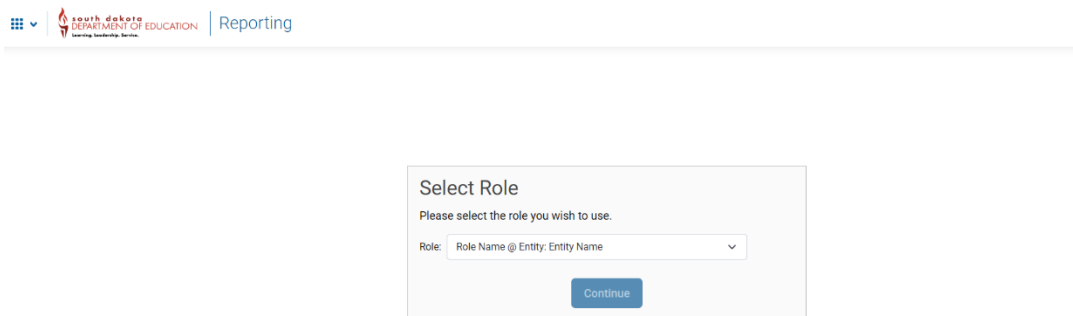 south dakota
DEPARTMENT OF EDUCATION
Learning. Leadership. Service.
Reporting
Select Role
Please select the role you wish to use.
Role: Role Name @ Entity: Entity Name
Continue